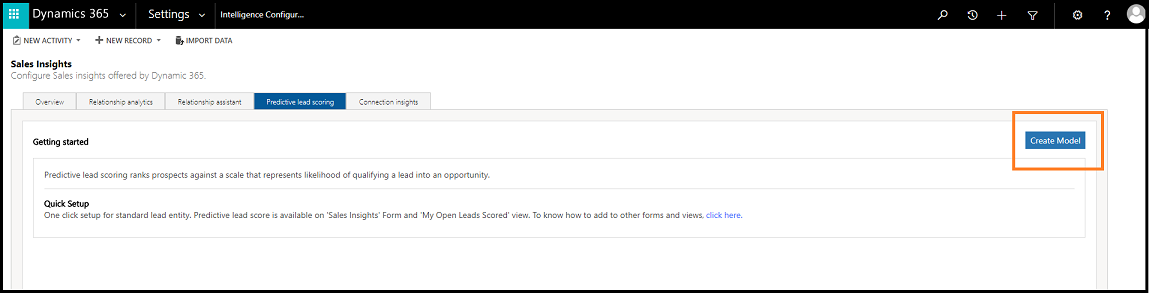 Dynamics 365 Settings Intelligence Configur...
NEW ACTIVITY NEW RECORD IMPORT DATA
Sales Insights
Configure Sales insights offered by Dynamic 365.
Overview Relationship analytics Relationship assistant Predictive lead scoring Connection insights
Getting started
Create Model
Predictive lead scoring ranks prospects against a scale that represents likelihood of qualifying a lead into an opportunity.
Quick Setup
One click setup for standard lead entity. Predictive lead score is available on 'Sales Insights' Form and 'My Open Leads Scored' view. To know how to add to other forms and views, click here.